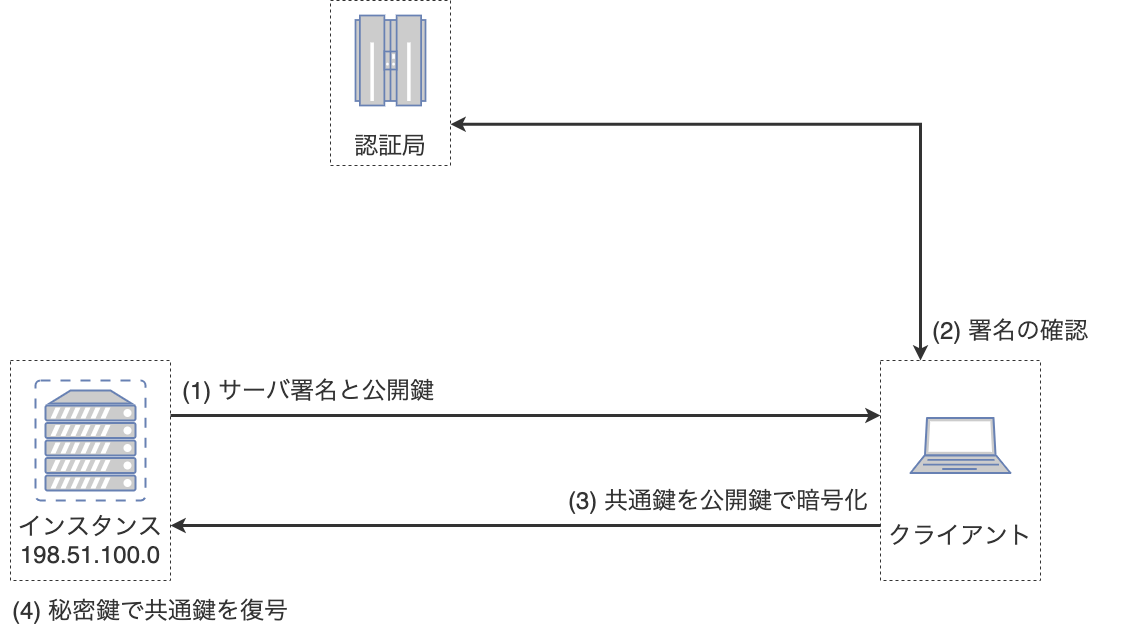 認証局
(2) 署名の確認
(1) サーバ署名と公開鍵
(3) 共通鍵を公開鍵で暗号化
インスタンス
198.51.100.0
クライアント
(4) 秘密鍵で共通鍵を復号